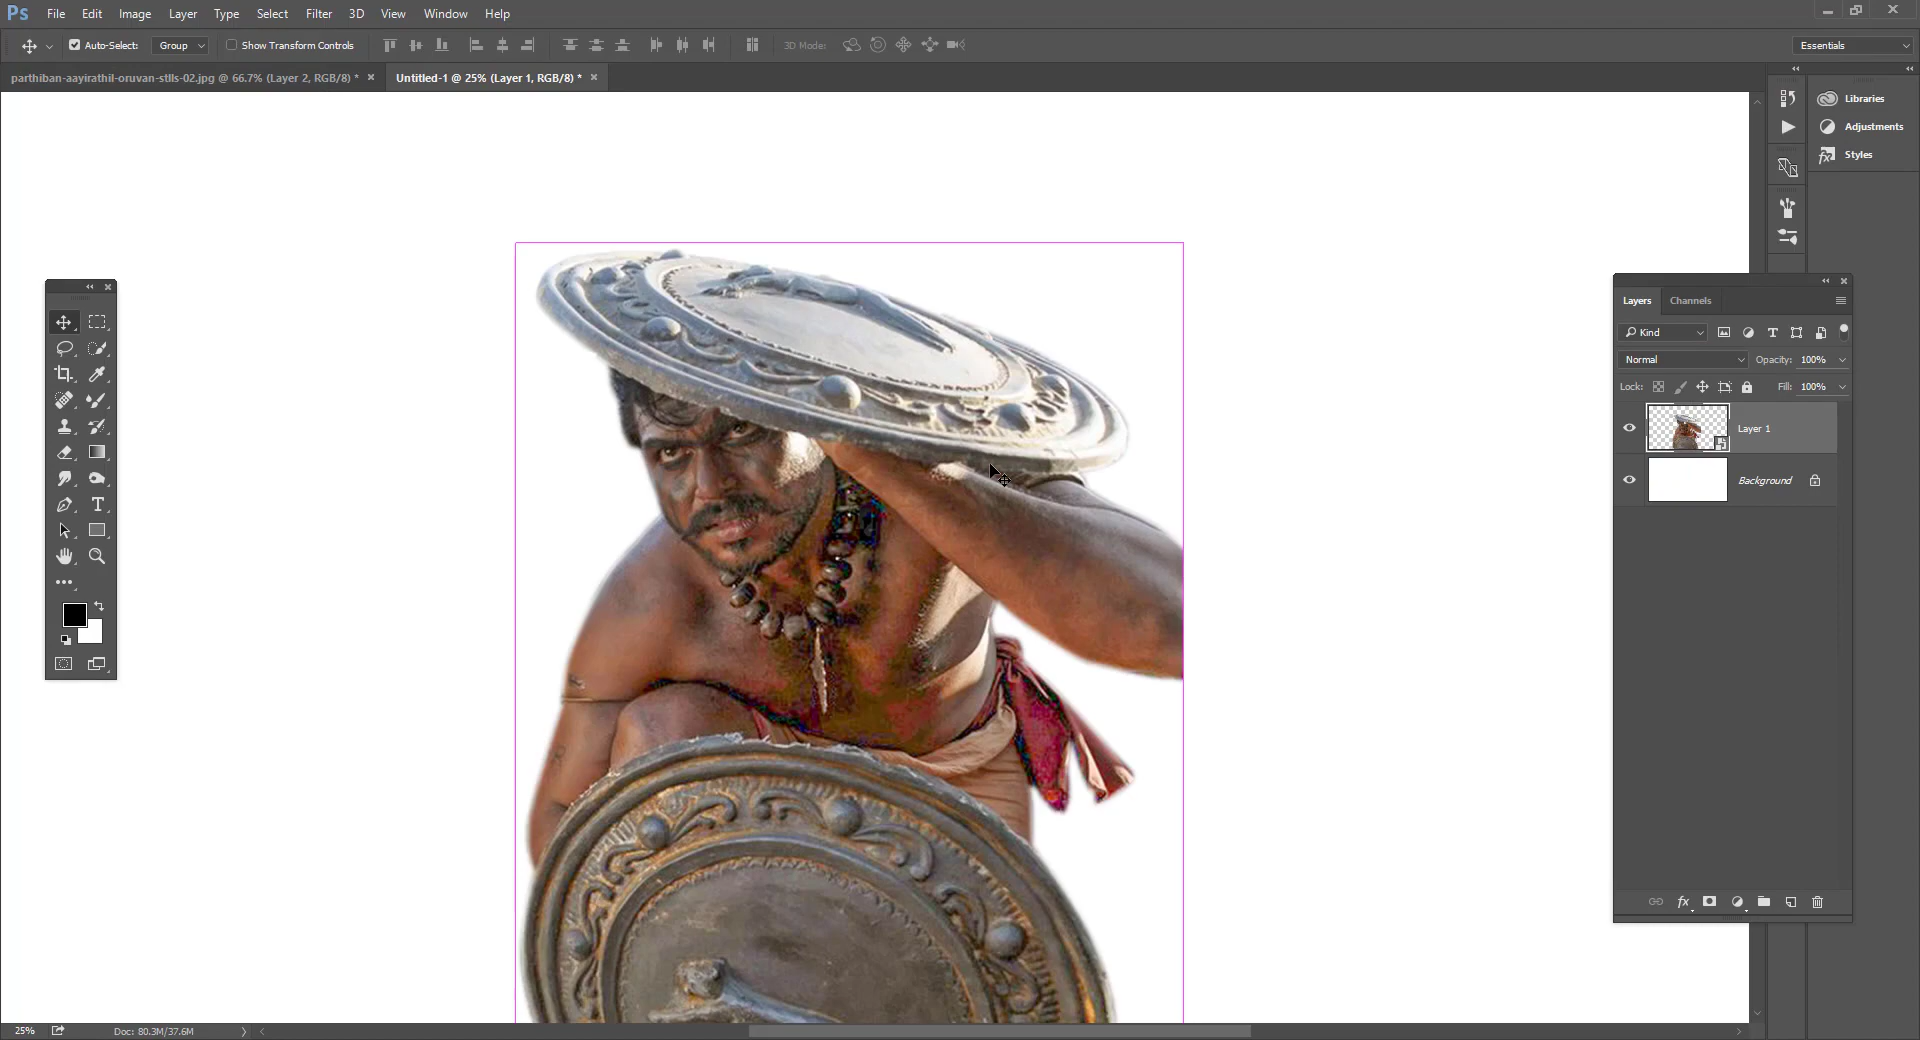 Ps File Edit Image Layer Type Select Filter 3D View Window Help
Auto-Select: Group Show Transform Controls 3D Mode: Essentials
parthiban-aayirathil-oruvan-stlls-02.jpg @ 66.7% (Layer 2, RGB/8) * × Untitled-1 @ 25% (Layer 1, RGB/8) * ×
Libraries
Adjustments
Styles
Layers Channels
Kind
Normal Opacity: 100%
Lock: Fill: 100%
Layer 1
Background
25% Doc: 80.3M/37.6M